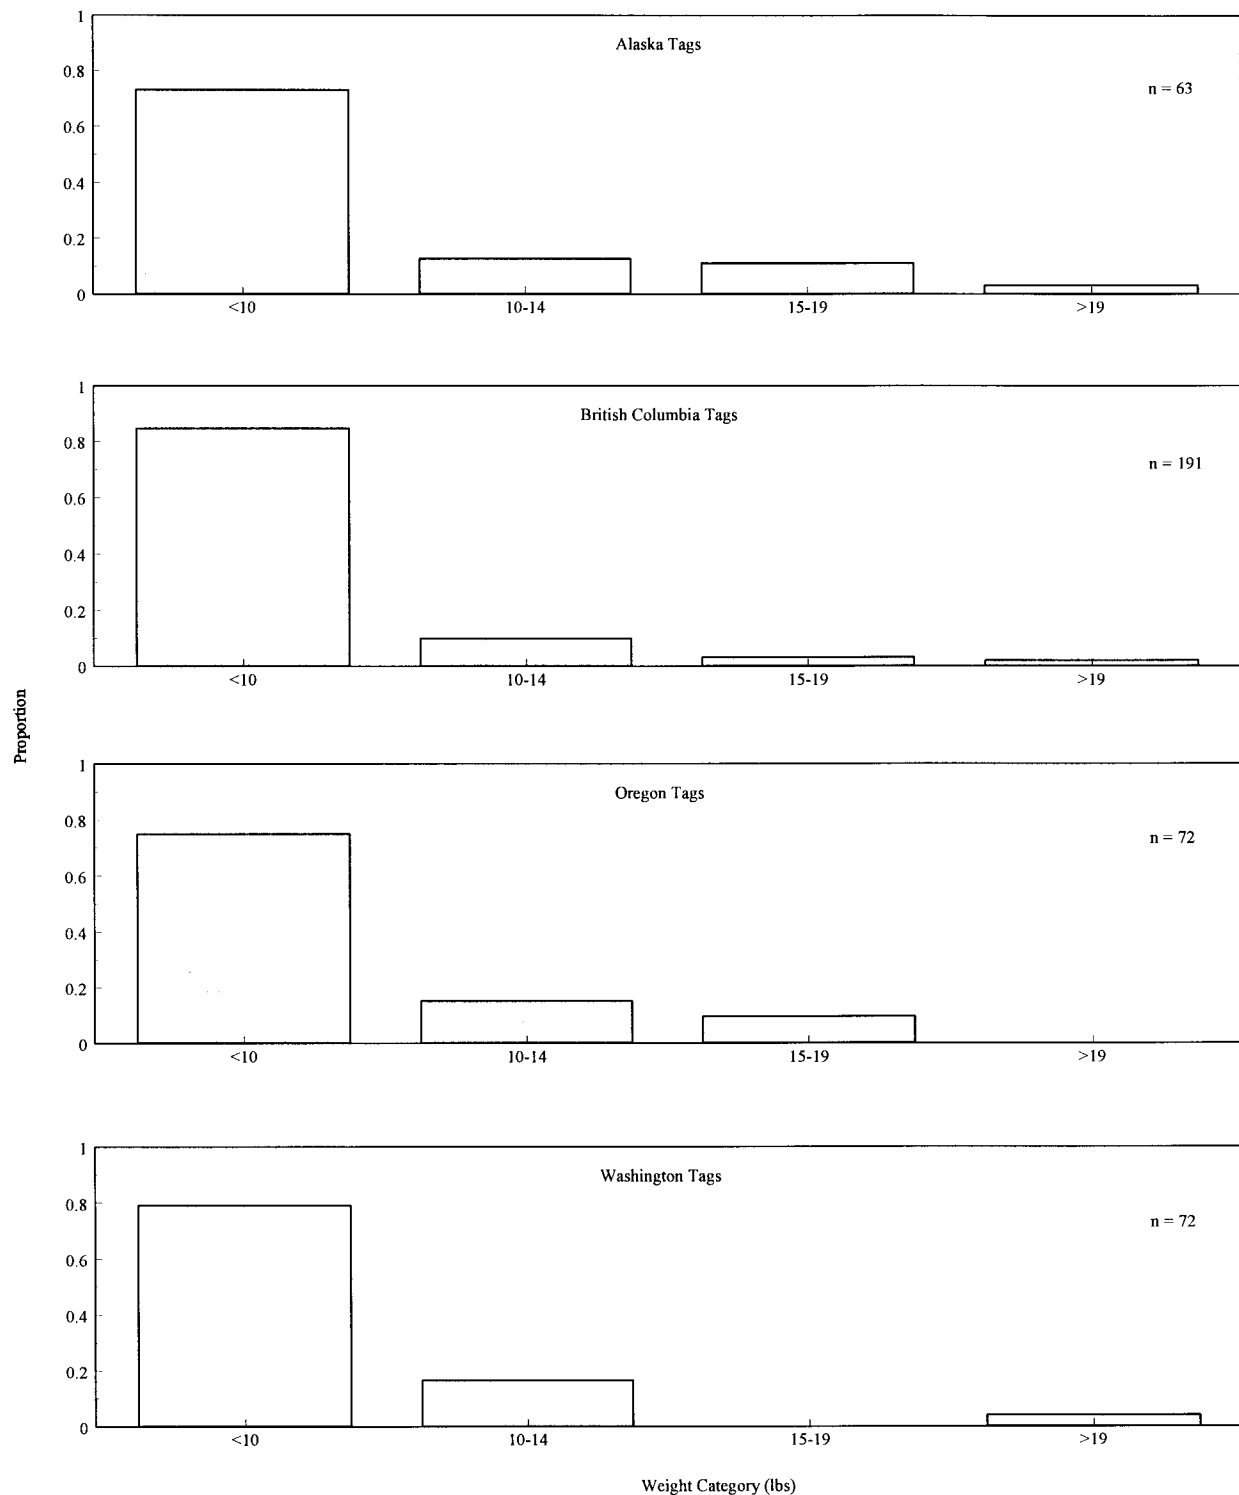 Proportion
1
Alaska Tags
0.8
n = 63
0.6
0.4
0.2
0
<10 10-14 15-19 >19
1
British Columbia Tags
0.8
n = 191
0.6
0.4
0.2
0
<10 10-14 15-19 >19
1
Oregon Tags
0.8
n = 72
0.6
0.4
0.2
0
<10 10-14 15-19 >19
1
Washington Tags
0.8
n = 72
0.6
0.4
0.2
0
<10 10-14 15-19 >19
Weight Category (lbs)